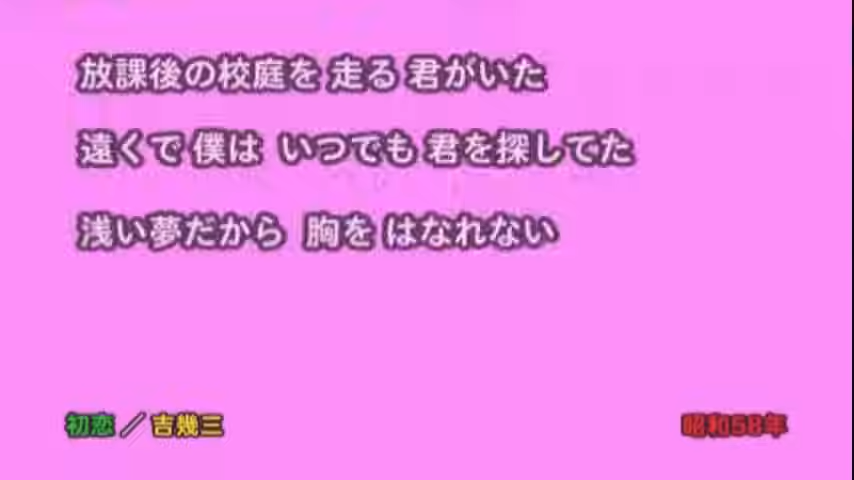 放課後の校庭を 走る 君がいた
遠くで 僕は いつでも 君を探してた
浅い夢だから 胸を はなれない
初恋 ／ 吉幾三
昭和58年